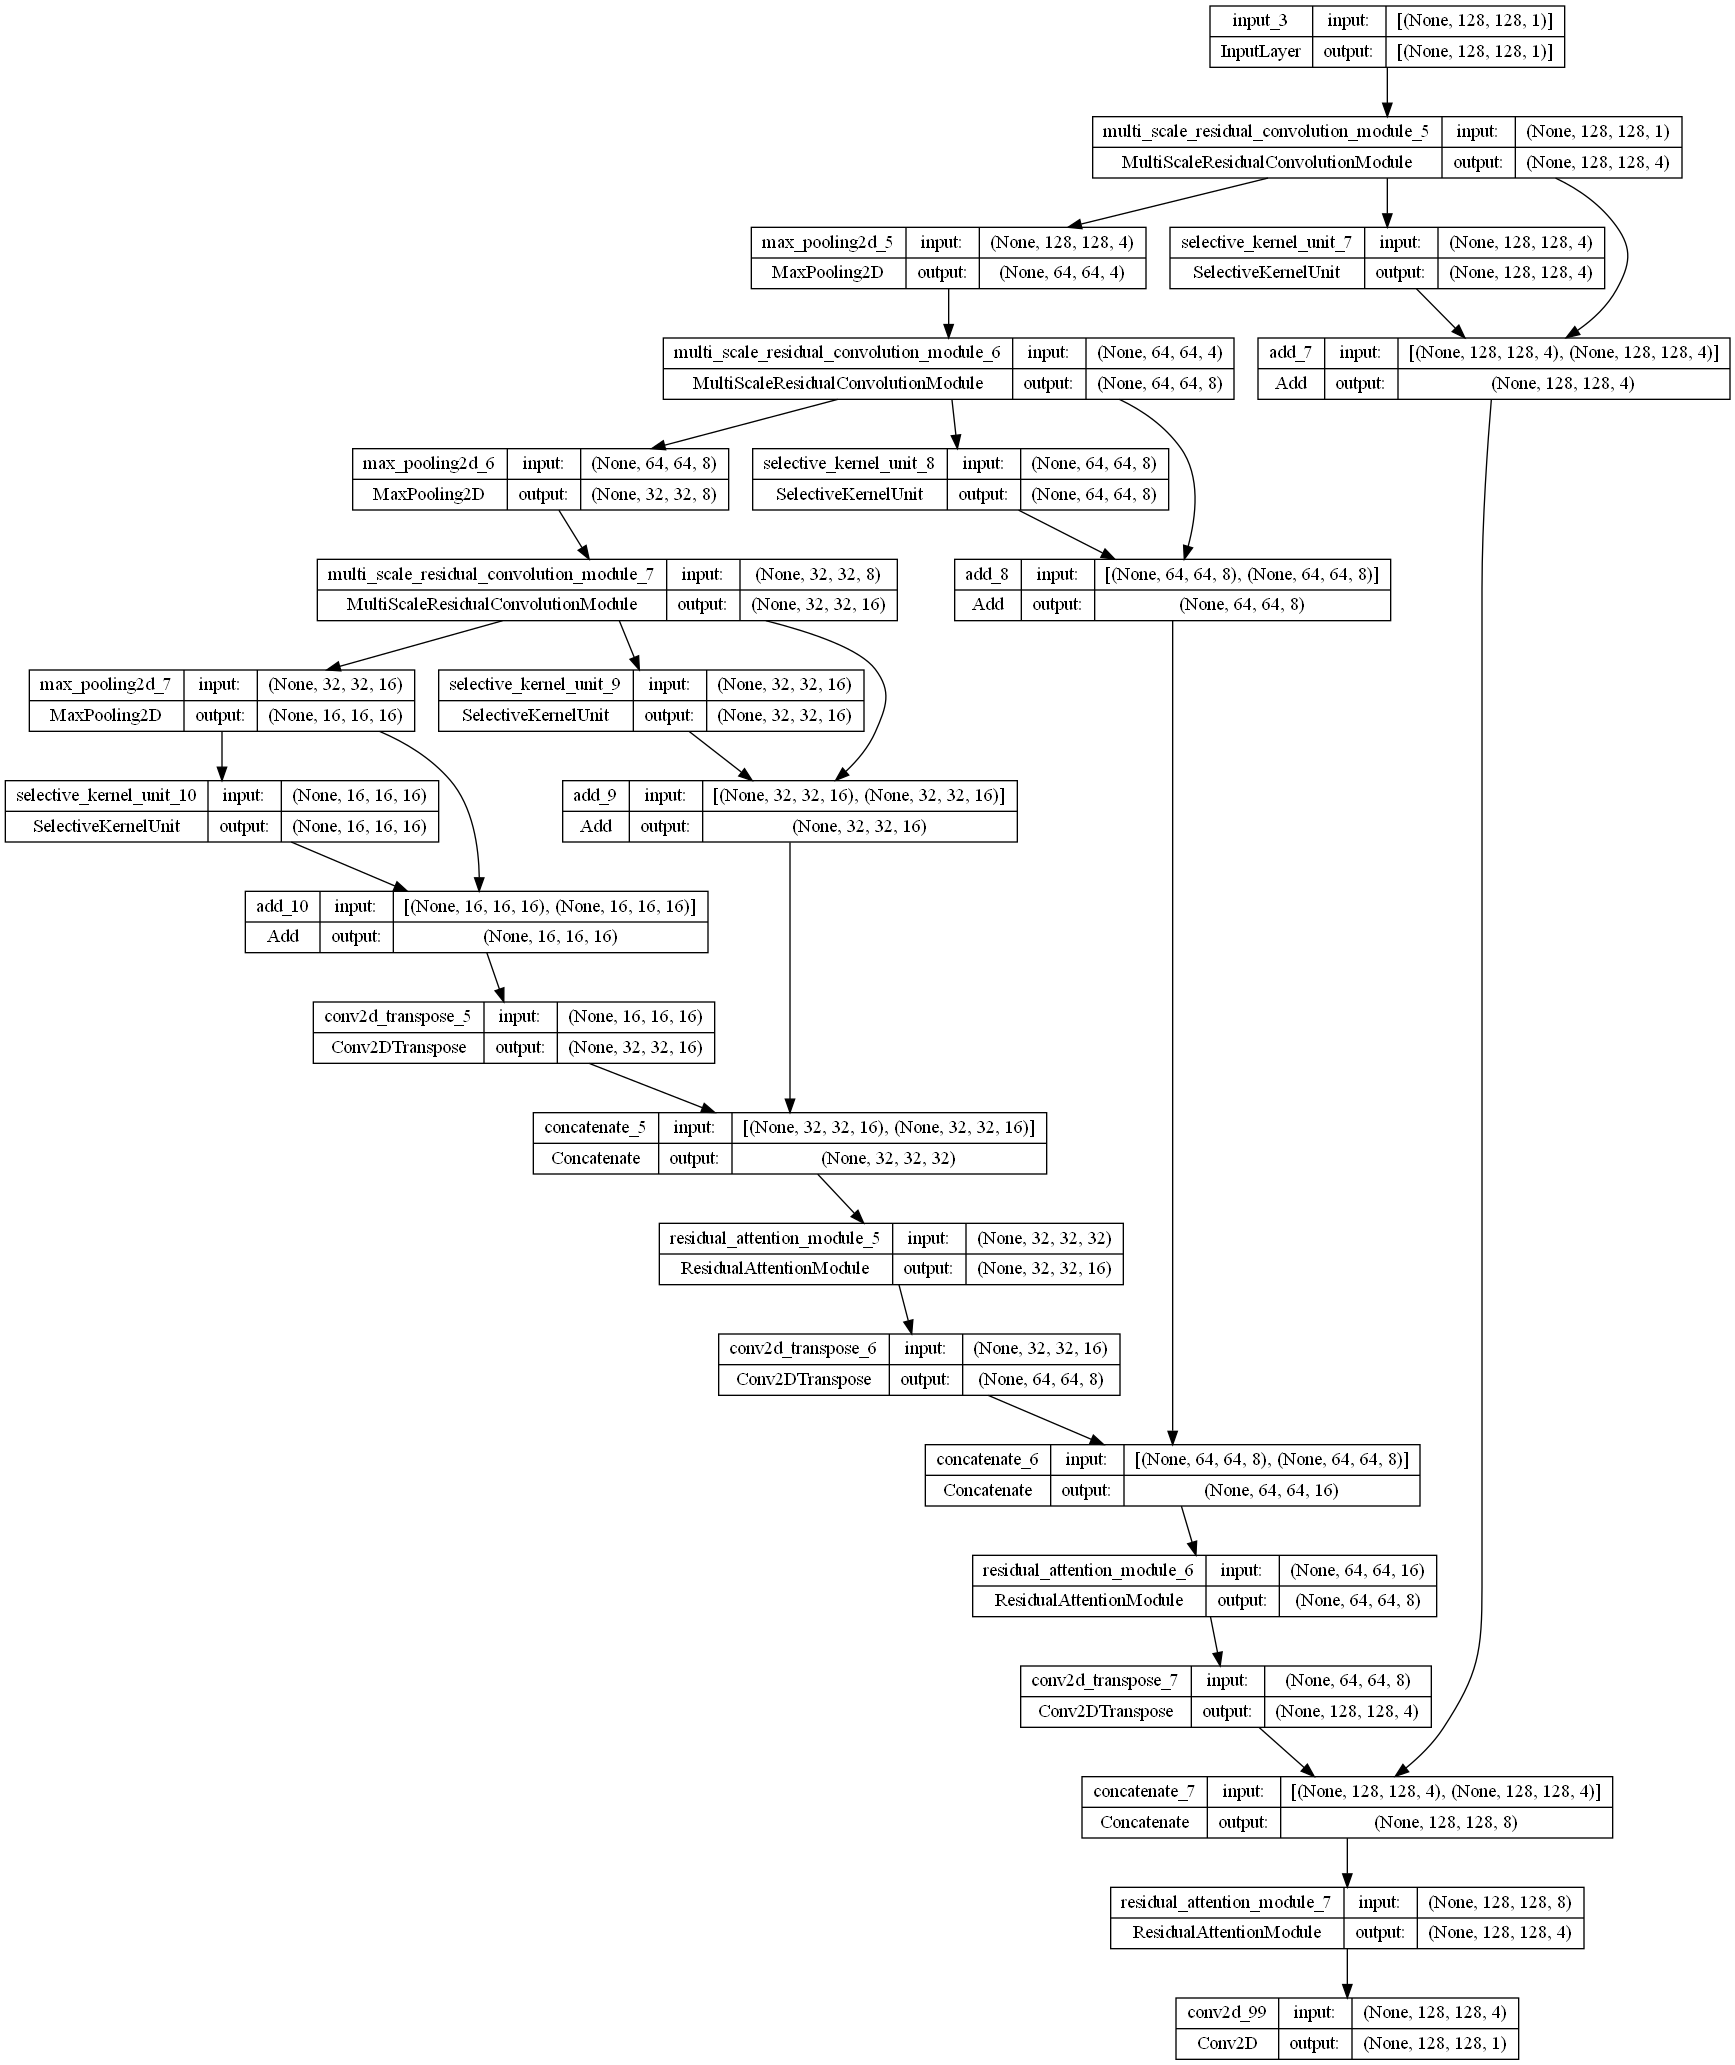 input_3 input: [(None, 128, 128, 1)]
InputLayer output: [(None, 128, 128, 1)]
multi_scale_residual_convolution_module_5 input: (None, 128, 128, 1)
MultiScaleResidualConvolutionModule output: (None, 128, 128, 4)
max_pooling2d_5 input: (None, 128, 128, 4)
MaxPooling2D output: (None, 64, 64, 4)
selective_kernel_unit_7 input: (None, 128, 128, 4)
SelectiveKernelUnit output: (None, 128, 128, 4)
multi_scale_residual_convolution_module_6 input: (None, 64, 64, 4)
MultiScaleResidualConvolutionModule output: (None, 64, 64, 8)
add_7 input: [(None, 128, 128, 4), (None, 128, 128, 4)]
Add output: (None, 128, 128, 4)
max_pooling2d_6 input: (None, 64, 64, 8)
MaxPooling2D output: (None, 32, 32, 8)
selective_kernel_unit_8 input: (None, 64, 64, 8)
SelectiveKernelUnit output: (None, 64, 64, 8)
multi_scale_residual_convolution_module_7 input: (None, 32, 32, 8)
MultiScaleResidualConvolutionModule output: (None, 32, 32, 16)
add_8 input: [(None, 64, 64, 8), (None, 64, 64, 8)]
Add output: (None, 64, 64, 8)
max_pooling2d_7 input: (None, 32, 32, 16)
MaxPooling2D output: (None, 16, 16, 16)
selective_kernel_unit_9 input: (None, 32, 32, 16)
SelectiveKernelUnit output: (None, 32, 32, 16)
selective_kernel_unit_10 input: (None, 16, 16, 16)
SelectiveKernelUnit output: (None, 16, 16, 16)
add_9 input: [(None, 32, 32, 16), (None, 32, 32, 16)]
Add output: (None, 32, 32, 16)
add_10 input: [(None, 16, 16, 16), (None, 16, 16, 16)]
Add output: (None, 16, 16, 16)
conv2d_transpose_5 input: (None, 16, 16, 16)
Conv2DTranspose output: (None, 32, 32, 16)
concatenate_5 input: [(None, 32, 32, 16), (None, 32, 32, 16)]
Concatenate output: (None, 32, 32, 32)
residual_attention_module_5 input: (None, 32, 32, 32)
ResidualAttentionModule output: (None, 32, 32, 16)
conv2d_transpose_6 input: (None, 32, 32, 16)
Conv2DTranspose output: (None, 64, 64, 8)
concatenate_6 input: [(None, 64, 64, 8), (None, 64, 64, 8)]
Concatenate output: (None, 64, 64, 16)
residual_attention_module_6 input: (None, 64, 64, 16)
ResidualAttentionModule output: (None, 64, 64, 8)
conv2d_transpose_7 input: (None, 64, 64, 8)
Conv2DTranspose output: (None, 128, 128, 4)
concatenate_7 input: [(None, 128, 128, 4), (None, 128, 128, 4)]
Concatenate output: (None, 128, 128, 8)
residual_attention_module_7 input: (None, 128, 128, 8)
ResidualAttentionModule output: (None, 128, 128, 4)
conv2d_99 input: (None, 128, 128, 4)
Conv2D output: (None, 128, 128, 1)